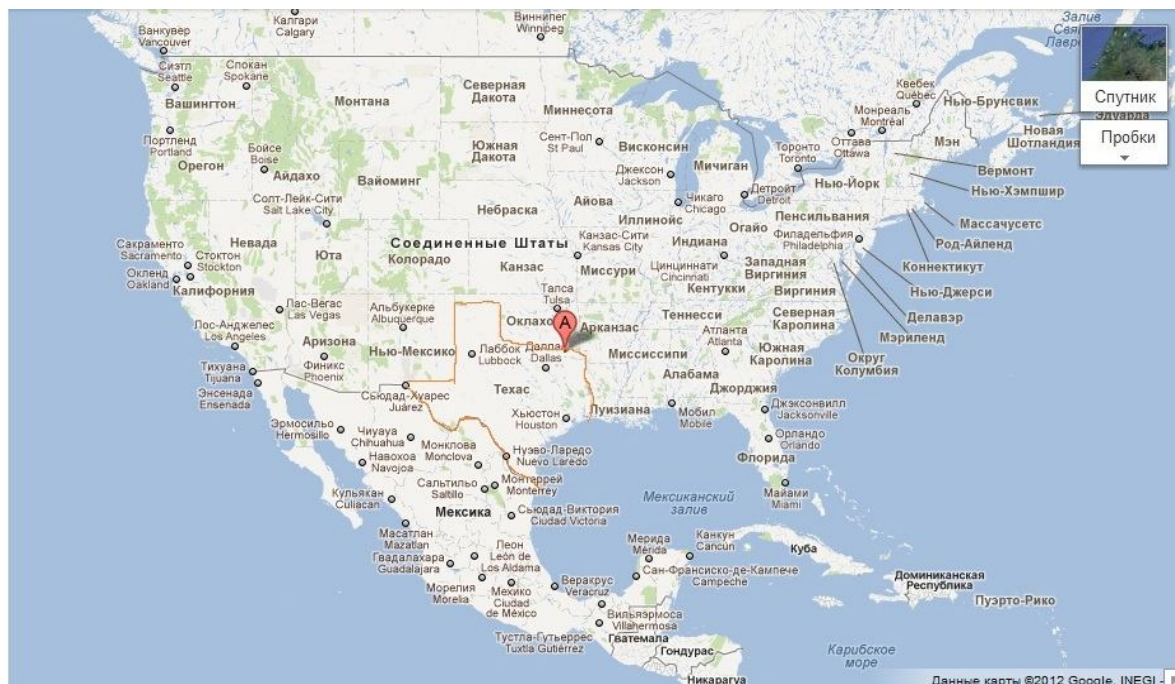 Залив
Ванкувер
Vancouver
Калгари
Calgary
Виннипег
Winnipeg
Спутник
Пробки
Сиэтл
Seattle
Спокан
Spokane
Вашингтон
Монтана
Северная
Дакота
Миннесота
Квебек
Québec
Нью-Брансвик
Монреаль
Montréal
Оттава
Ottawa
Торонто
Toronto
Мэн
Новая
Шотландия
Эдуарда
Портленд
Portland
Орегон
Бойсе
Boise
Айдахо
Вайоминг
Южная
Дакота
Сент-Пол
St Paul
Висконсин
Мичиган
Джексон
Jackson
Детройт
Detroit
Чикаго
Chicago
Нью-Йорк
Вермонт
Нью-Хэмпшир
Массачусетс
Род-Айленд
Коннектикут
Нью-Джерси
Делавэр
Мэриленд
Округ
Колумбия
Солт-Лейк-Сити
Salt Lake City
Небраска
Айова
Иллинойс
Индиана
Огайо
Пенсильвания
Филадельфия
Philadelphia
Сакраменто
Sacramento
Стоктон
Stockton
Окленд
Oakland
Невада
Юта
Калифорния
Соединенные Штаты
Колорадо
Канзас
Канзас-Сити
Kansas City
Миссури
Цинциннати
Cincinnati
Западная
Виргиния
Кентукки
Виргиния
Лас-Вегас
Las Vegas
Альбукерке
Albuquerque
Талса
Tulsa
A
Арканзас
Теннесси
Северная
Каролина
Лос-Анджелес
Los Angeles
Аризона
Финикс
Phoenix
Нью-Мексико
Лаббок
Lubbock
Dallas
Миссисипи
Атланта
Atlanta
Южная
Каролина
Алабама
Джорджия
Тихуана
Tijuana
Энсенада
Ensenada
Сьюдад-Хуарес
Juárez
Техас
Хьюстон
Houston
Луизиана
Мобил
Mobile
Джэксонвилл
Jacksonville
Орландо
Orlando
Флорида
Майами
Miami
Эрмосильо
Hermosillo
Чиуауа
Chihuahua
Навохоа
Navojoa
Монклова
Monclova
Нуэво-Ларедо
Nuevo Laredo
Сальтильо
Saltillo
Монтеррей
Monterrey
Кульякан
Culiacan
Мексика
Сьюдад-Виктория
Ciudad Victoria
Мексиканский
залив
Масатлан
Mazatlan
Гвадалахара
Guadalajara
Леон
León de
Los Aldama
Мерида
Mérida
Канкун
Cancún
Куба
Сан-Франсиско-де-Кампече
Campeche
Морелия
Morelia
Мехико
Ciudad
de México
Веракрус
Veracruz
Вильяэрмоса
Villahermosa
Тустла-Гутьеррес
Tuxtla Gutiérrez
Гватемала
Гондурас
Никарагуа
Доминиканская
Республика
Пуэрто-Рико
Карибское
море
Данные карты ©2012 Google, INEGI -